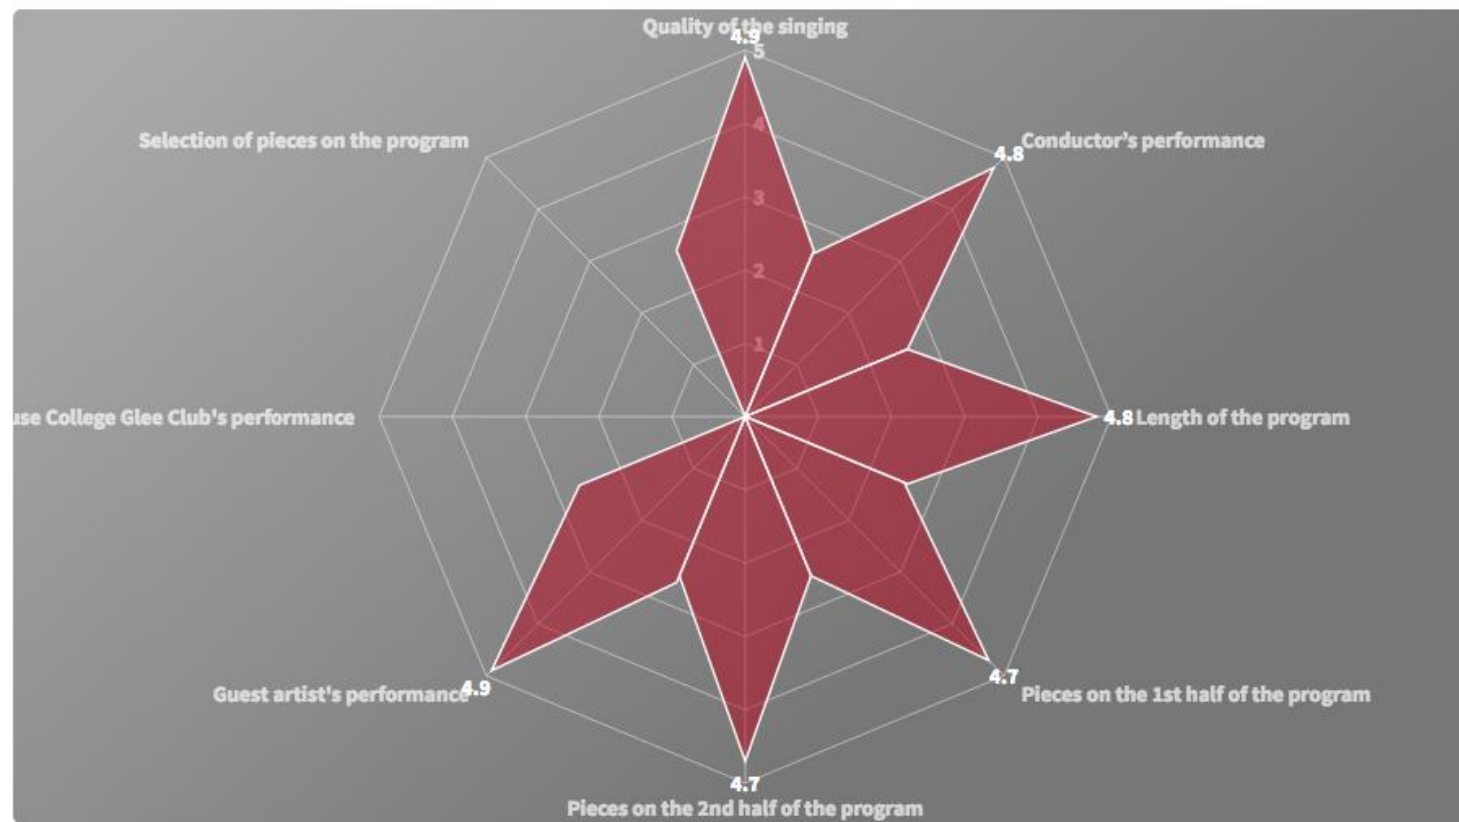 Quality of the singing
4.9
5
Selection of pieces on the program
Conductor’s performance
4.8
4
3
2
1
use College Glee Club's performance
4.8
Length of the program
4.7
Guest artist's performance
4.9
Pieces on the 1st half of the program
4.7
Pieces on the 2nd half of the program